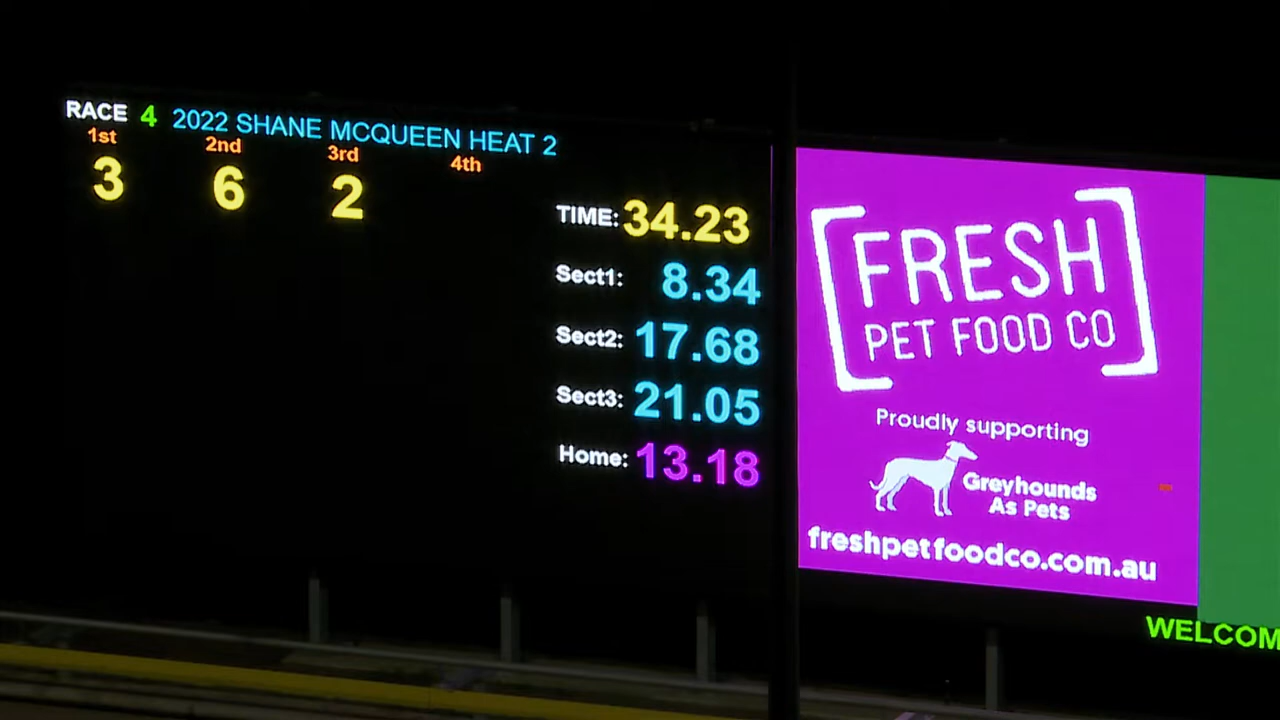 RACE 4 2022 SHANE MCQUEEN HEAT 2
1st 2nd 3rd 4th
3 6 2
TIME: 34.23
Sect1: 8.34
Sect2: 17.68
Sect3: 21.05
Home: 13.18
FRESH
PET FOOD CO
Proudly supporting
Greyhounds
As Pets
freshpetfoodco.com.au
WELCOM